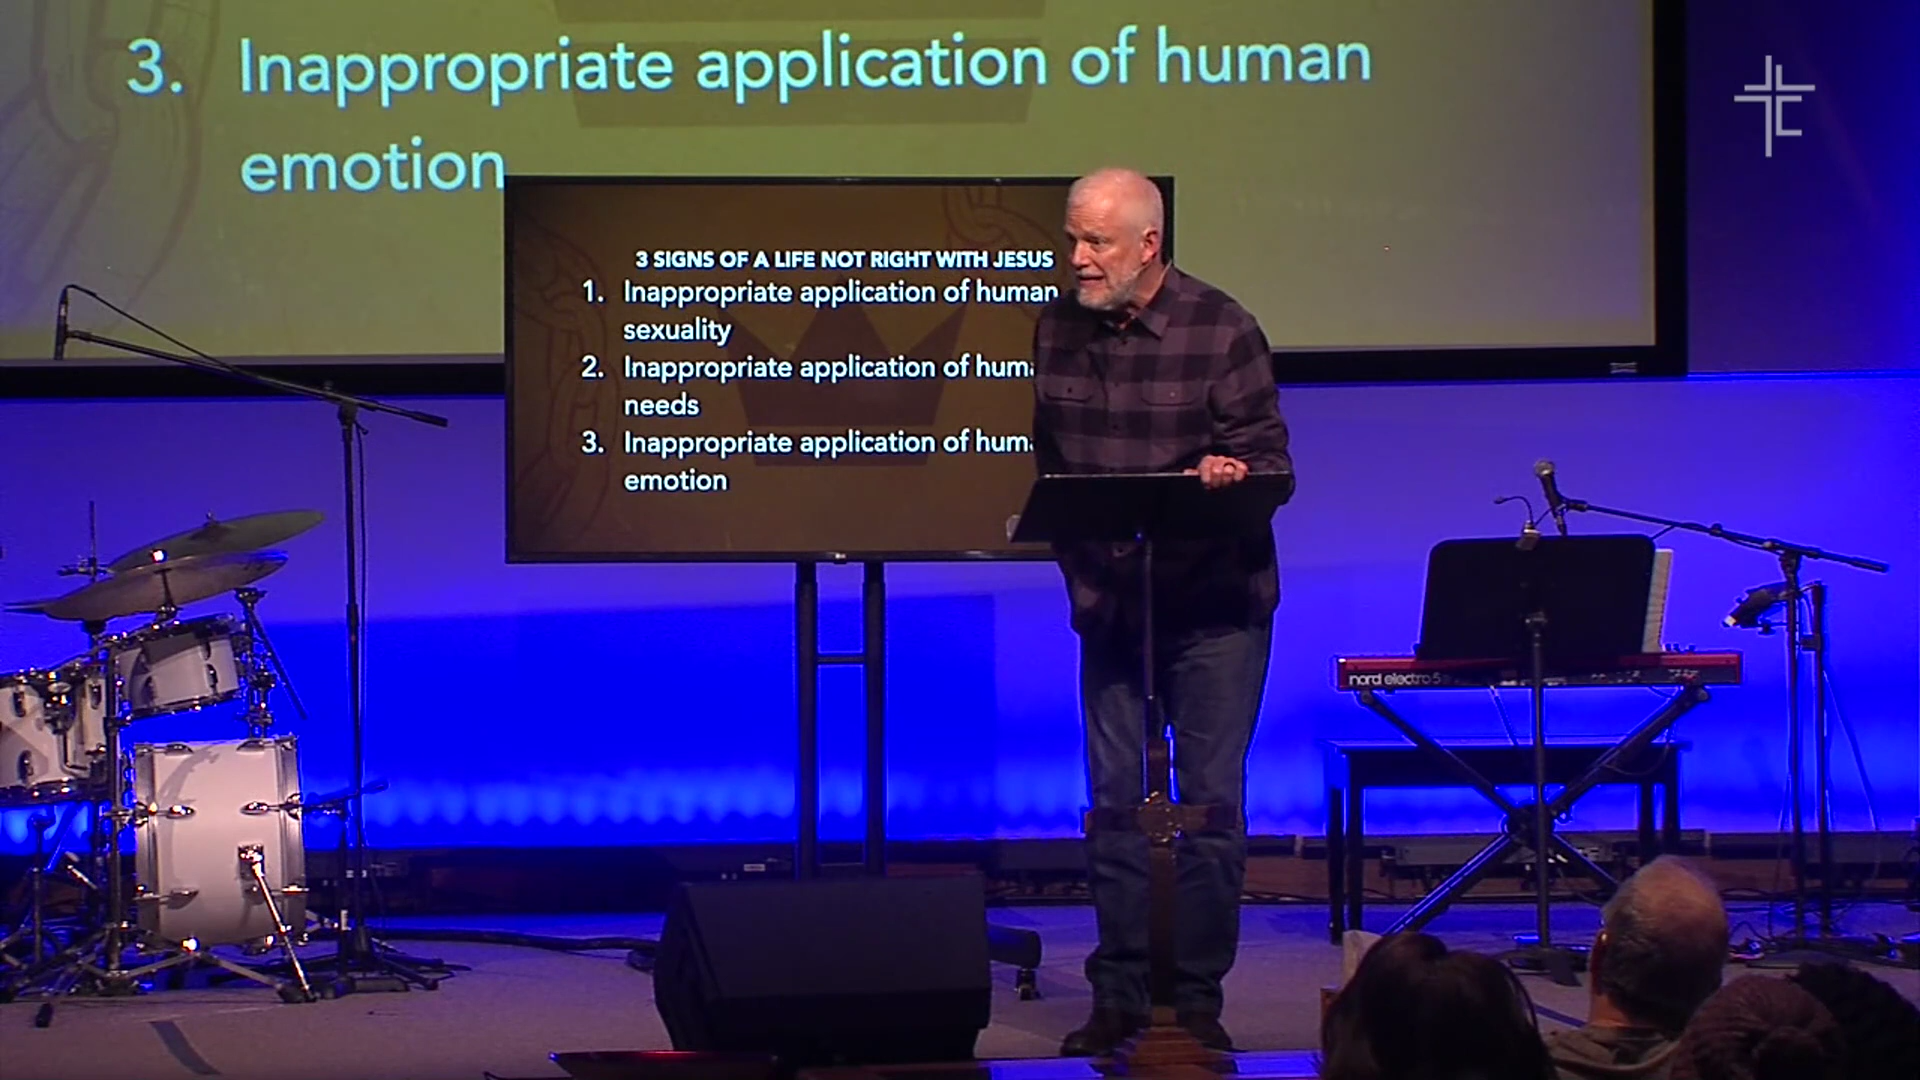 3. Inappropriate application of human
emotion
3 SIGNS OF A LIFE NOT RIGHT WITH JESUS
1. Inappropriate application of human
sexuality
2. Inappropriate application of
needs
3. Inappropriate application of
emotion
nord electro 5